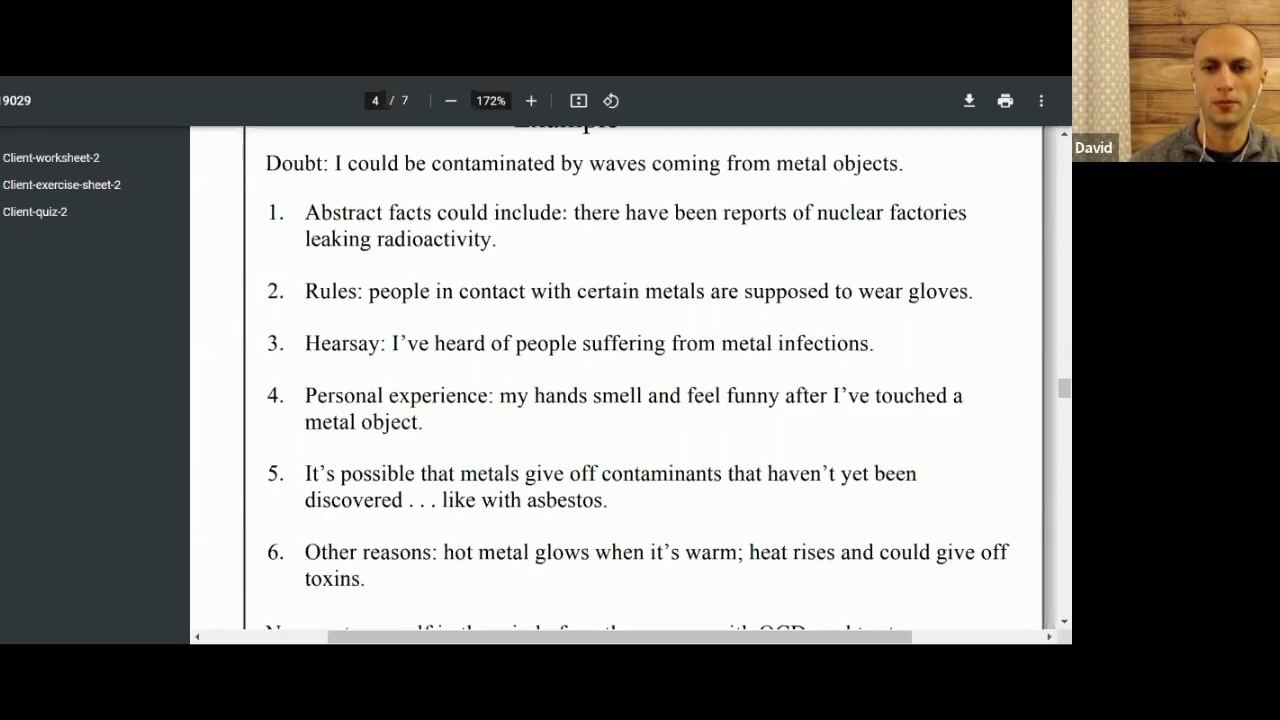 19029
4 / 7
172%
Client-worksheet-2
Client-exercise-sheet-2
Client-quiz-2
Doubt: I could be contaminated by waves coming from metal objects.
1. Abstract facts could include: there have been reports of nuclear factories
leaking radioactivity.
2. Rules: people in contact with certain metals are supposed to wear gloves.
3. Hearsay: I’ve heard of people suffering from metal infections.
4. Personal experience: my hands smell and feel funny after I’ve touched a
metal object.
5. It’s possible that metals give off contaminants that haven’t yet been
discovered . . . like with asbestos.
6. Other reasons: hot metal glows when it’s warm; heat rises and could give off
toxins.
David